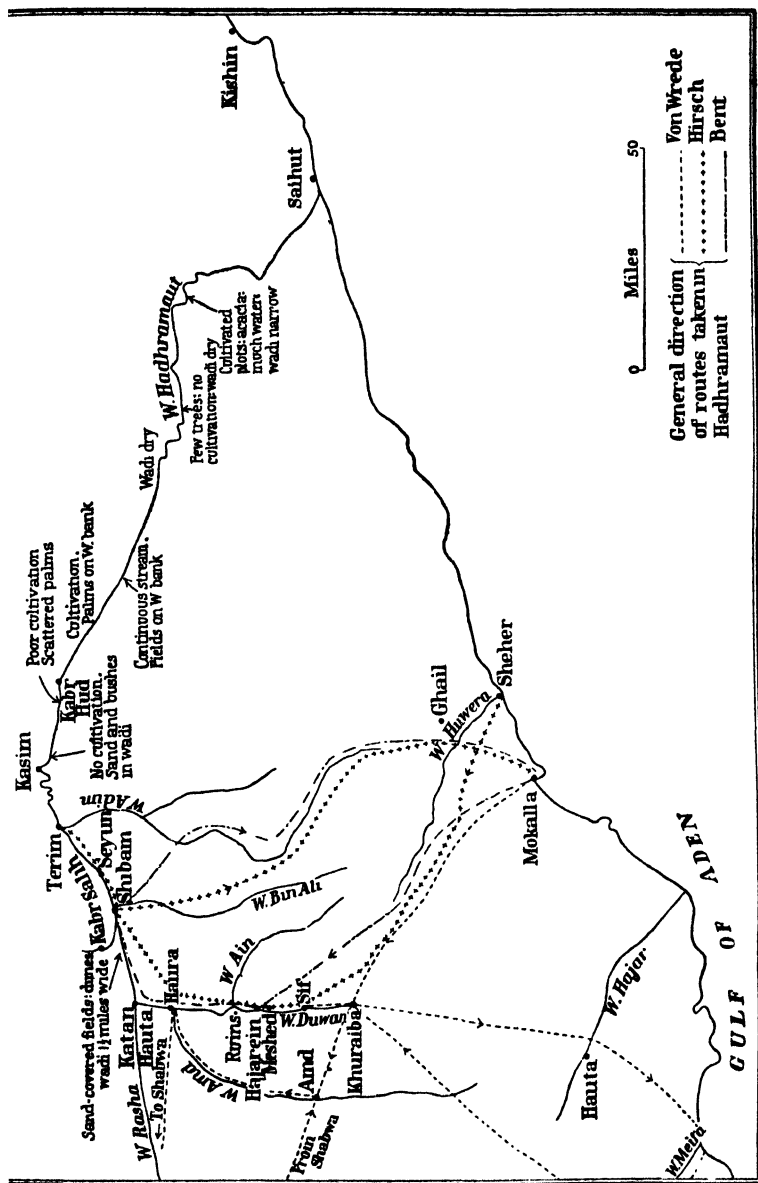 Kishin
Saihut
W. Hadhramaut
Cultivated
plots: acacia:
much water:
wadi narrow
Few trees: no
cultivation: wadi dry
Wadi dry
Continuous stream.
Fields on W bank
Cultivation.
Palms on W. bank
Poor cultivation
Scattered palms
Kabr
Hud
No cultivation.
Sand and bushes
in wadi
Kasim
Terim
W Adim
Seyun
Kabr Salih
Shibam
Sand-covered fields: dunes
wadi 1½ miles wide
W. Bin Ali
W Ain
Katan
Hauta
Haura
W Rasha
To Shabwa
Ruins
Hajarein
Meshed
Sif
W. Duwan
W Amd
Amd
Khuraiba
From
Shabwa
Ghail
W. Huwera
Sheher
Mokalla
W. Hajar
Hauta
W. Meifa
GULF OF ADEN
0 Miles 50
General direction
of routes taken in
Hadhramaut
Von Wrede
Hirsch
Bent